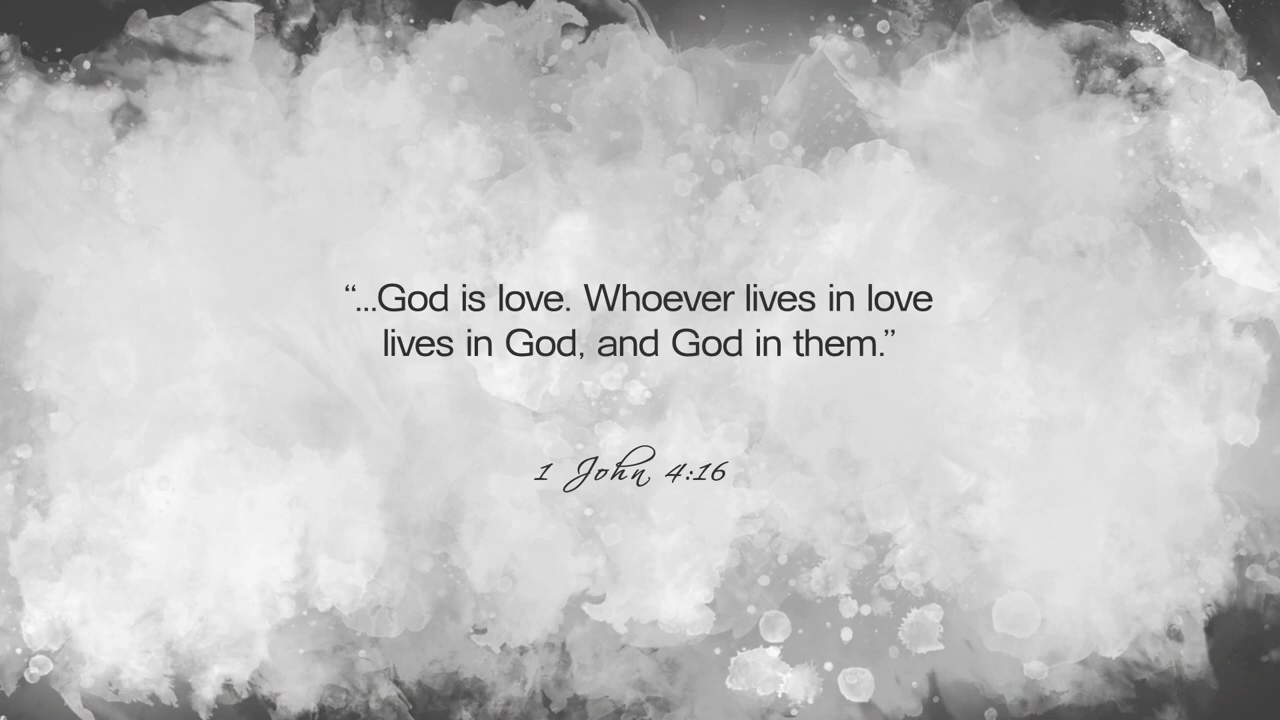 “...God is love. Whoever lives in love
lives in God, and God in them.”
1 John 4:16